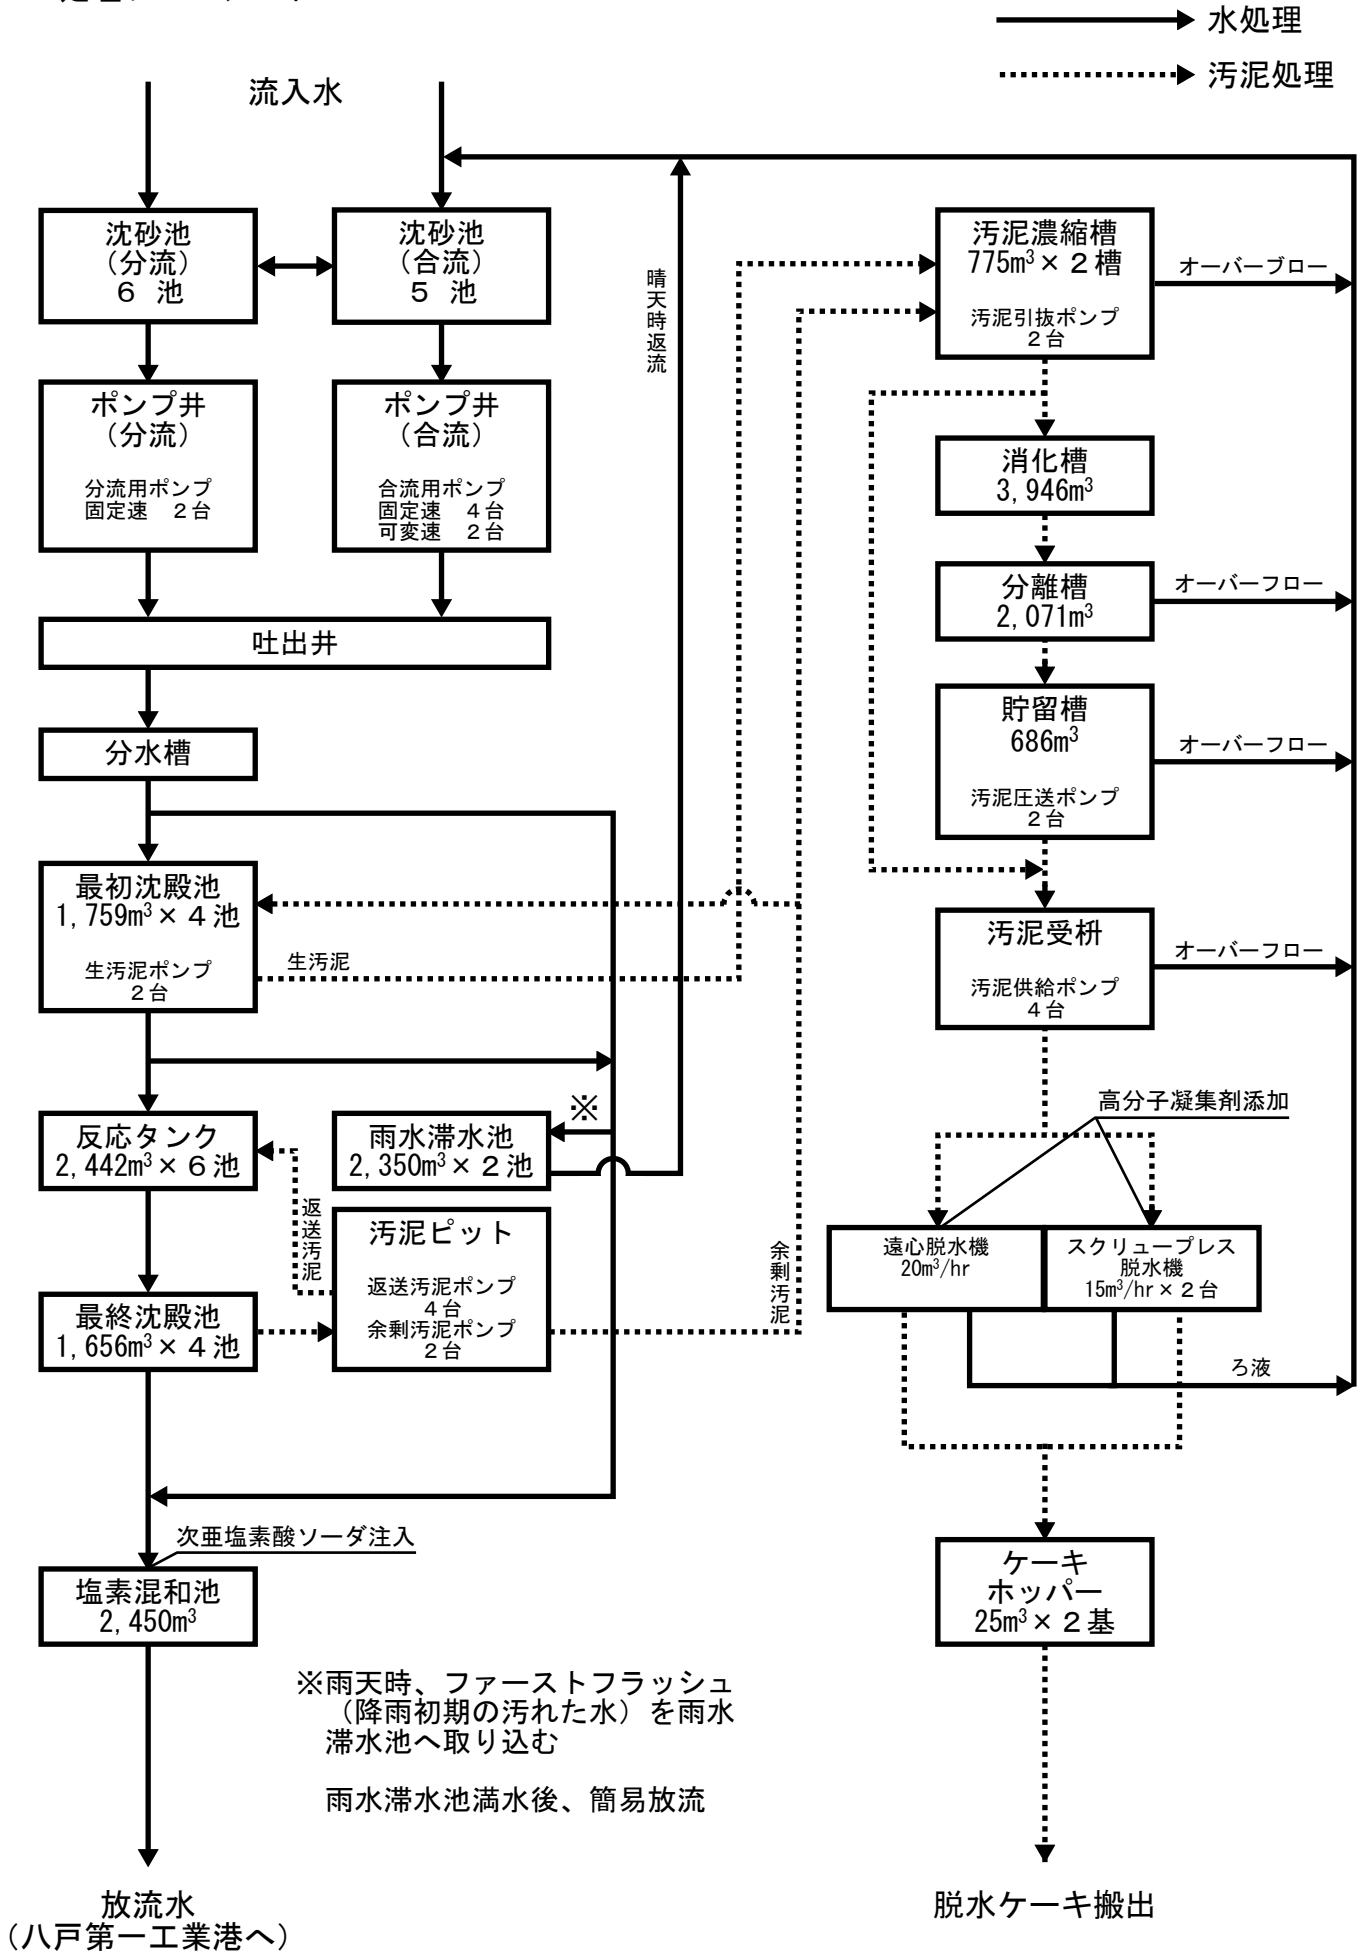 水処理
汚泥処理
流入水
沈砂池
(分流)
６ 池
沈砂池
(合流)
５ 池
ポンプ井
(分流)
分流用ポンプ
固定速　２台
ポンプ井
(合流)
合流用ポンプ
固定速　４台
可変速　２台
吐出井
分水槽
最初沈殿池
1,759m³×４池
生汚泥ポンプ
２台
生汚泥
反応タンク
2,442m³×６池
雨水滞水池
2,350m³×２池
※
晴天時返流
返送汚泥
汚泥ピット
返送汚泥ポンプ
４台
余剰汚泥ポンプ
２台
余剰汚泥
最終沈殿池
1,656m³×４池
次亜塩素酸ソーダ注入
塩素混和池
2,450m³
※雨天時、ファーストフラッシュ
（降雨初期の汚れた水）を雨水
滞水池へ取り込む
雨水滞水池満水後、簡易放流
放流水
(八戸第一工業港へ)
汚泥濃縮槽
775m³×２槽
汚泥引抜ポンプ
２台
オーバーブロー
消化槽
3,946m³
分離槽
2,071m³
オーバーフロー
貯留槽
686m³
汚泥圧送ポンプ
２台
オーバーフロー
汚泥受枡
汚泥供給ポンプ
４台
オーバーフロー
高分子凝集剤添加
遠心脱水機
20m³/hr
スクリュープレス
脱水機
15m³/hr×２台
ろ液
ケーキ
ホッパー
25m³×２基
脱水ケーキ搬出